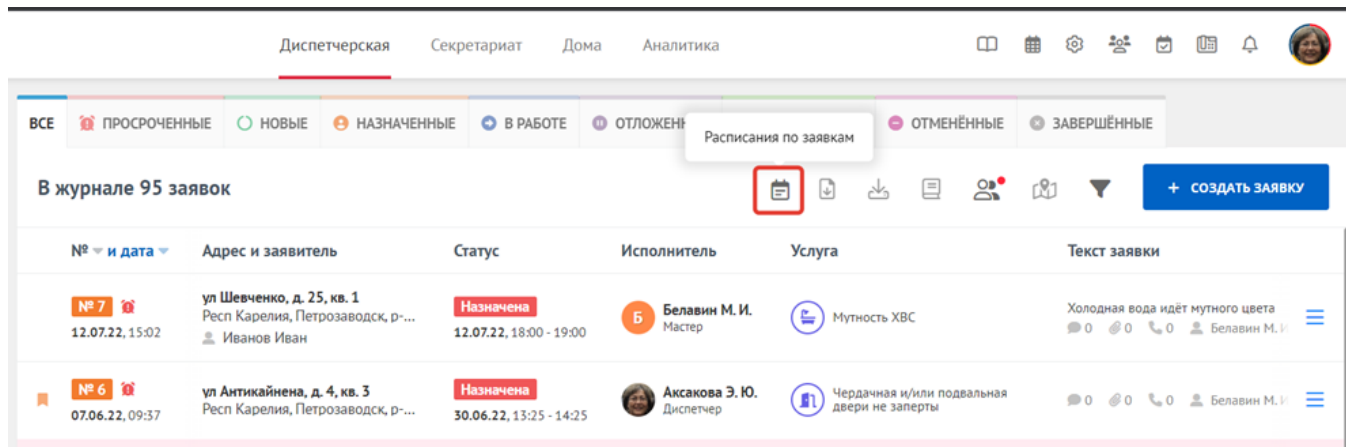 Диспетчерская Секретариат Дома Аналитика
ВСЕ ПРОСРОЧЕННЫЕ НОВЫЕ НАЗНАЧЕННЫЕ В РАБОТЕ ОТМЕНЁННЫЕ ЗАВЕРШЁННЫЕ
Расписания по заявкам
В журнале 95 заявок + СОЗДАТЬ ЗАЯВКУ
№ и дата Адрес и заявитель Статус Исполнитель Услуга Текст заявки
№ 7 ул Шевченко, д. 25, кв. 1 Назначена Б Белавин М. И. Мутность ХВС Холодная вода идёт мутного цвета
12.07.22, 15:02 Респ Карелия, Петрозаводск, р-... 12.07.22, 18:00 - 19:00 Мастер 0 0 0 Белавин М.
Иванов Иван
№ 6 ул Антикайнена, д. 4, кв. 3 Назначена Аксакова Э. Ю. Чердачная и/или подвальная
07.06.22, 09:37 Респ Карелия, Петрозаводск, р-... 30.06.22, 13:25 - 14:25 Диспетчер двери не заперты 0 0 0 Белавин М.